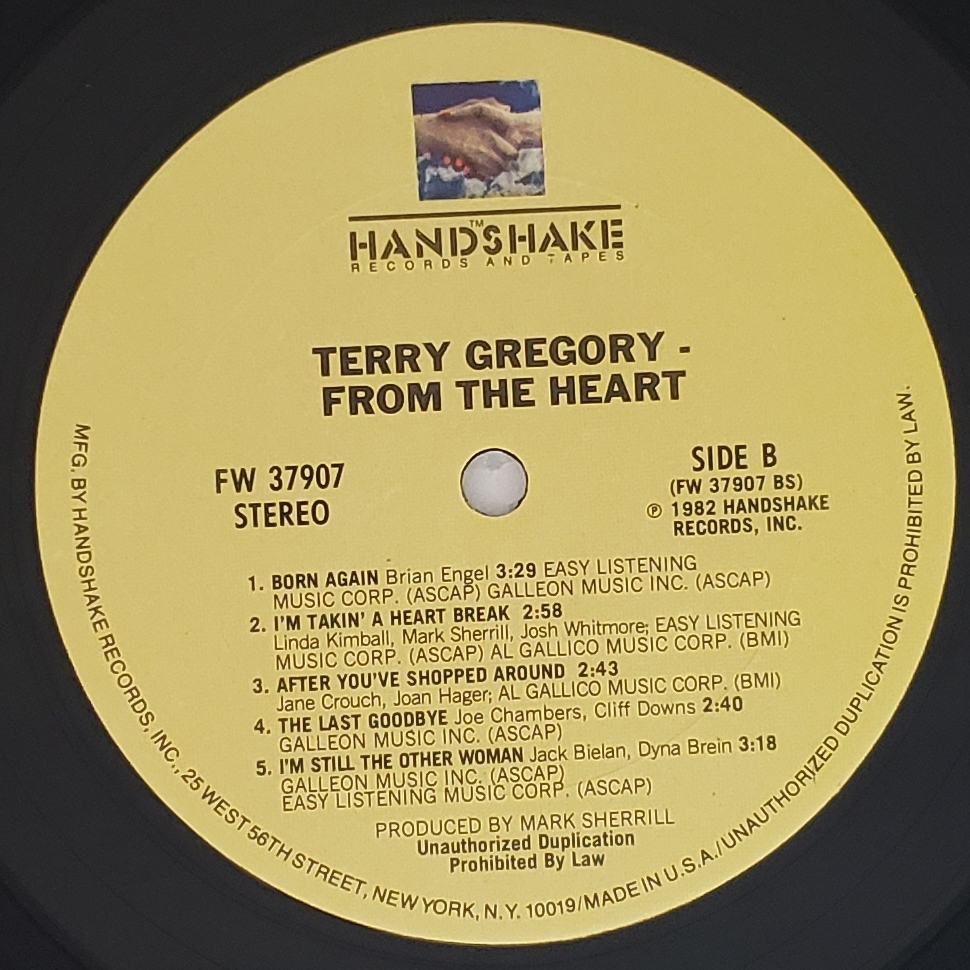 TM
HANDSHAKE
RECORDS AND TAPES
TERRY GREGORY -
FROM THE HEART
FW 37907
STEREO
SIDE B
(FW 37907 BS)
℗ 1982 HANDSHAKE
RECORDS, INC.
1. BORN AGAIN Brian Engel 3:29 EASY LISTENING
MUSIC CORP. (ASCAP) GALLEON MUSIC INC. (ASCAP)
2. I'M TAKIN' A HEART BREAK 2:58
Linda Kimball, Mark Sherrill, Josh Whitmore; EASY LISTENING
MUSIC CORP. (ASCAP) AL GALLICO MUSIC CORP. (BMI)
3. AFTER YOU'VE SHOPPED AROUND 2:43
Jane Crouch, Joan Hager; AL GALLICO MUSIC CORP. (BMI)
4. THE LAST GOODBYE Joe Chambers, Cliff Downs 2:40
GALLEON MUSIC INC. (ASCAP)
5. I'M STILL THE OTHER WOMAN Jack Bielan, Dyna Brein 3:18
GALLEON MUSIC INC. (ASCAP)
EASY LISTENING MUSIC CORP. (ASCAP)
PRODUCED BY MARK SHERRILL
Unauthorized Duplication
Prohibited By Law
MFG. BY HANDSHAKE RECORDS, INC., 25 WEST 56TH STREET, NEW YORK, N.Y. 10019/MADE IN U.S.A./UNAUTHORIZED DUPLICATION IS PROHIBITED BY LAW.